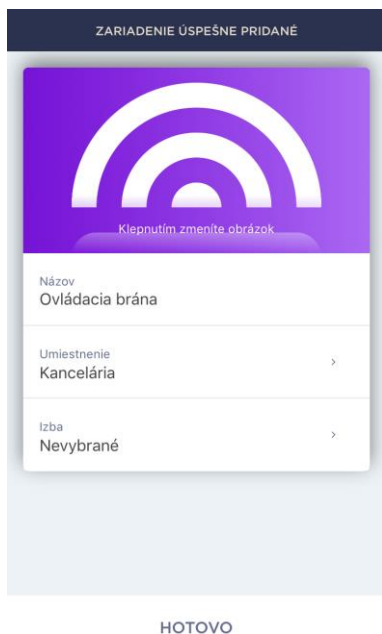 ZARIADENIE ÚSPEŠNE PRIDANÉ
Klepnutím zmeníte obrázok
Názov
Ovládacia brána
Umiestnenie
Kancelária
Izba
Nevybrané
HOTOVO